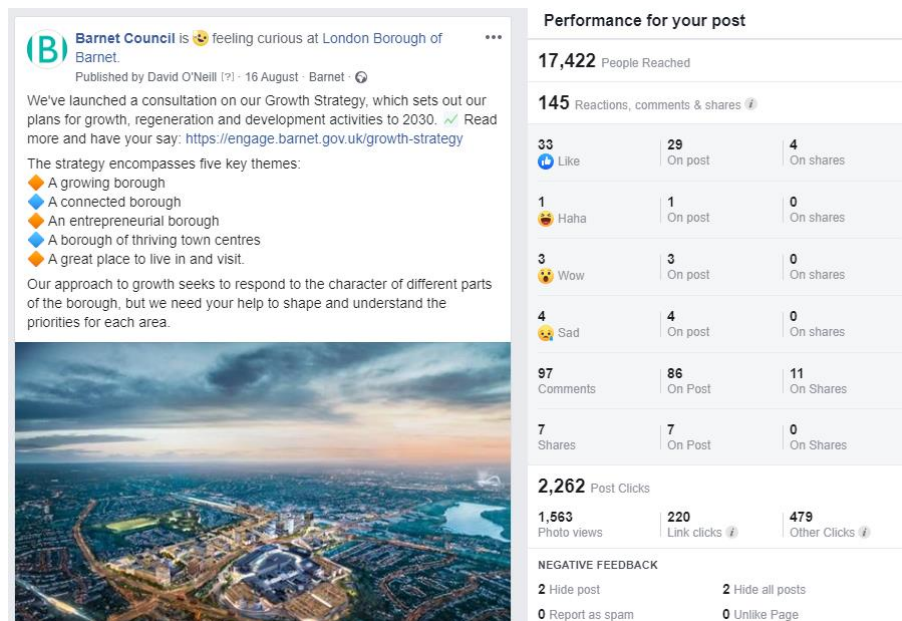 Barnet Council is feeling curious at London Borough of
Barnet.
Published by David O'Neill [?] · 16 August · Barnet ·
We've launched a consultation on our Growth Strategy, which sets out our
plans for growth, regeneration and development activities to 2030. Read
more and have your say: https://engage.barnet.gov.uk/growth-strategy
The strategy encompasses five key themes:
A growing borough
A connected borough
An entrepreneurial borough
A borough of thriving town centres
A great place to live in and visit.
Our approach to growth seeks to respond to the character of different parts
of the borough, but we need your help to shape and understand the
priorities for each area.
Performance for your post
17,422 People Reached
145 Reactions, comments & shares
33 29 4
Like On post On shares
1 1 0
Haha On post On shares
3 3 0
Wow On post On shares
4 4 0
Sad On post On shares
97 86 11
Comments On Post On Shares
7 7 0
Shares On Post On Shares
2,262 Post Clicks
1,563 220 479
Photo views Link clicks Other Clicks
NEGATIVE FEEDBACK
2 Hide post 2 Hide all posts
0 Report as spam 0 Unlike Page